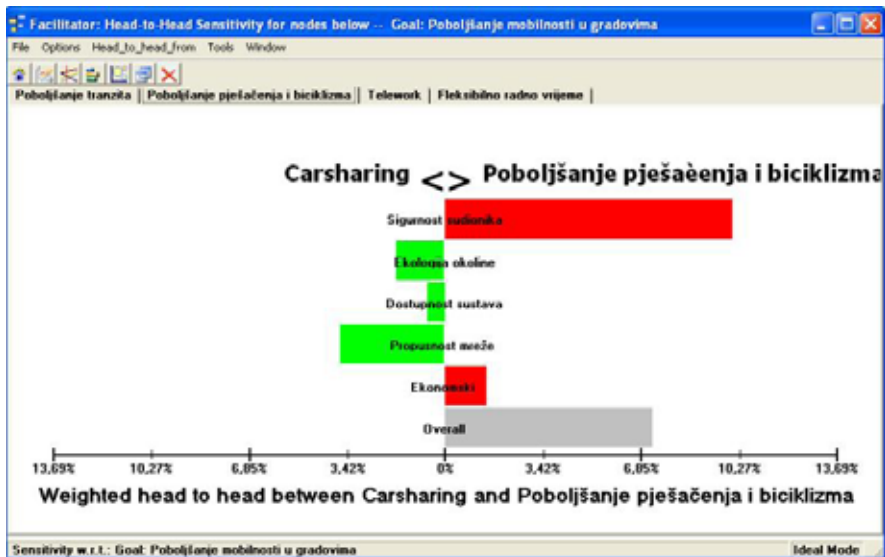 Facilitator: Head-to-Head Sensitivity for nodes below -- Goal: Poboljšanje mobilnosti u gradovima
File Options Head_to_head_from Tools Window
Poboljšanje tranzita | Poboljšanje pješačenja i biciklizma | Telework | Fleksibilno radno vrijeme |
Carsharing <> Poboljšanje pješaèenja i biciklizma
Sigurnost sudionika
Ekologija okoline
Dostupnost sustava
Propusnost mreže
Ekonomski
Overall
13,69% 10,27% 6,85% 3,42% 0% 3,42% 6,85% 10,27% 13,69%
Weighted head to head between Carsharing and Poboljšanje pješačenja i biciklizma
Sensitivity w.r.t.: Goal: Poboljšanje mobilnosti u gradovima Ideal Mode